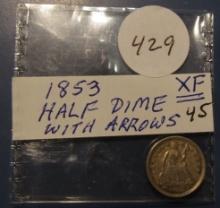 429
1853 XF
HALF DIME 45
WITH ARROWS